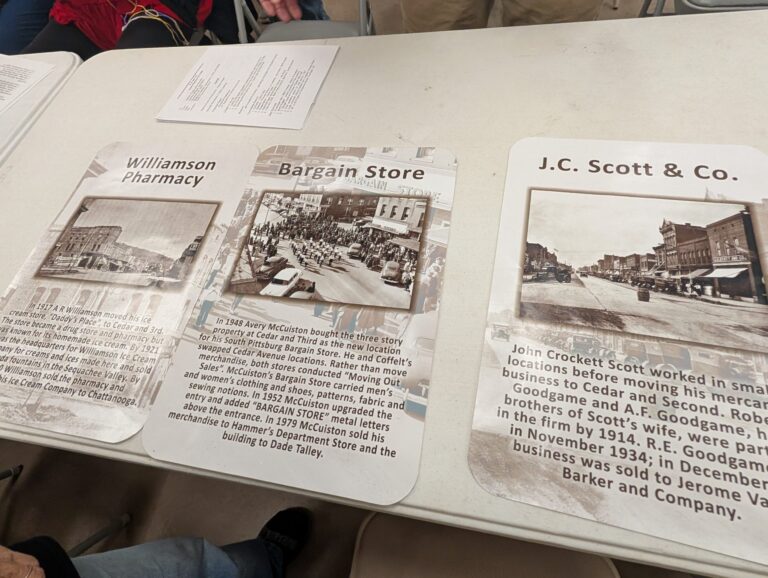 Williamson
Pharmacy
In 1917 A R Williamson moved his ice
cream store, "Daddy's Place", to Cedar and 3rd.
The store became a drug store and pharmacy but
was known for its homemade ice cream. By 1921
was the headquarters for Williamson Ice Cream
for creams and ices made here and sold
Mountains in the Sequachee Valley. By
Williams sold the pharmacy and
his Ice Cream Company to Chattanooga.
Bargain Store
BARGAIN STORE
In 1948 Avery McCuiston bought the three story
property at Cedar and Third as the new location
for his South Pittsburg Bargain Store. He and Coffelt's
swapped Cedar Avenue locations. Rather than move
merchandise, both stores conducted "Moving Out
Sales". McCuiston's Bargain Store carried men's
and women's clothing and shoes, patterns, fabric and
sewing notions. In 1952 McCuiston upgraded the
entry and added "BARGAIN STORE" metal letters
above the entrance. In 1979 McCuiston sold his
merchandise to Hammer's Department Store and the
building to Dade Talley.
J.C. Scott & Co.
John Crockett Scott worked in
locations before moving his
business to Cedar and Second.
Goodgame and A.F. Goodgame,
brothers of Scott's wife, were
in the firm by 1914. R.E. Goodgame
in November 1934; in December
business was sold to Jerome
Barker and Company.